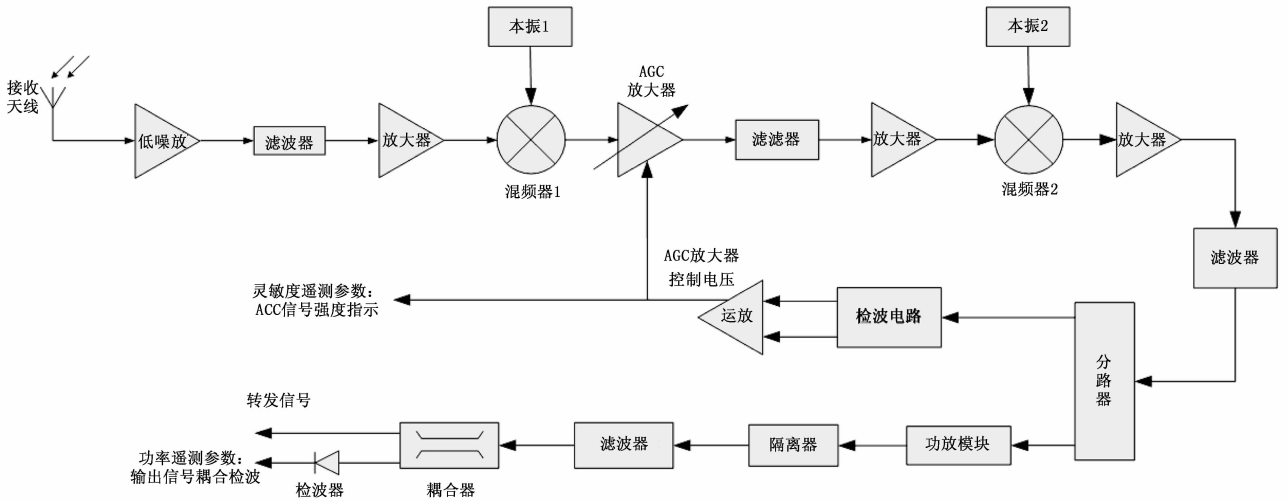 本振1
本振2
接收
天线
AGC
放大器
低噪放
滤波器
放大器
混频器1
滤滤器
放大器
混频器2
放大器
滤波器
AGC放大器
控制电压
灵敏度遥测参数：
ACC信号强度指示
运放
检波电路
分
路
器
转发信号
功率遥测参数：
输出信号耦合检波
检波器
耦合器
滤波器
隔离器
功放模块